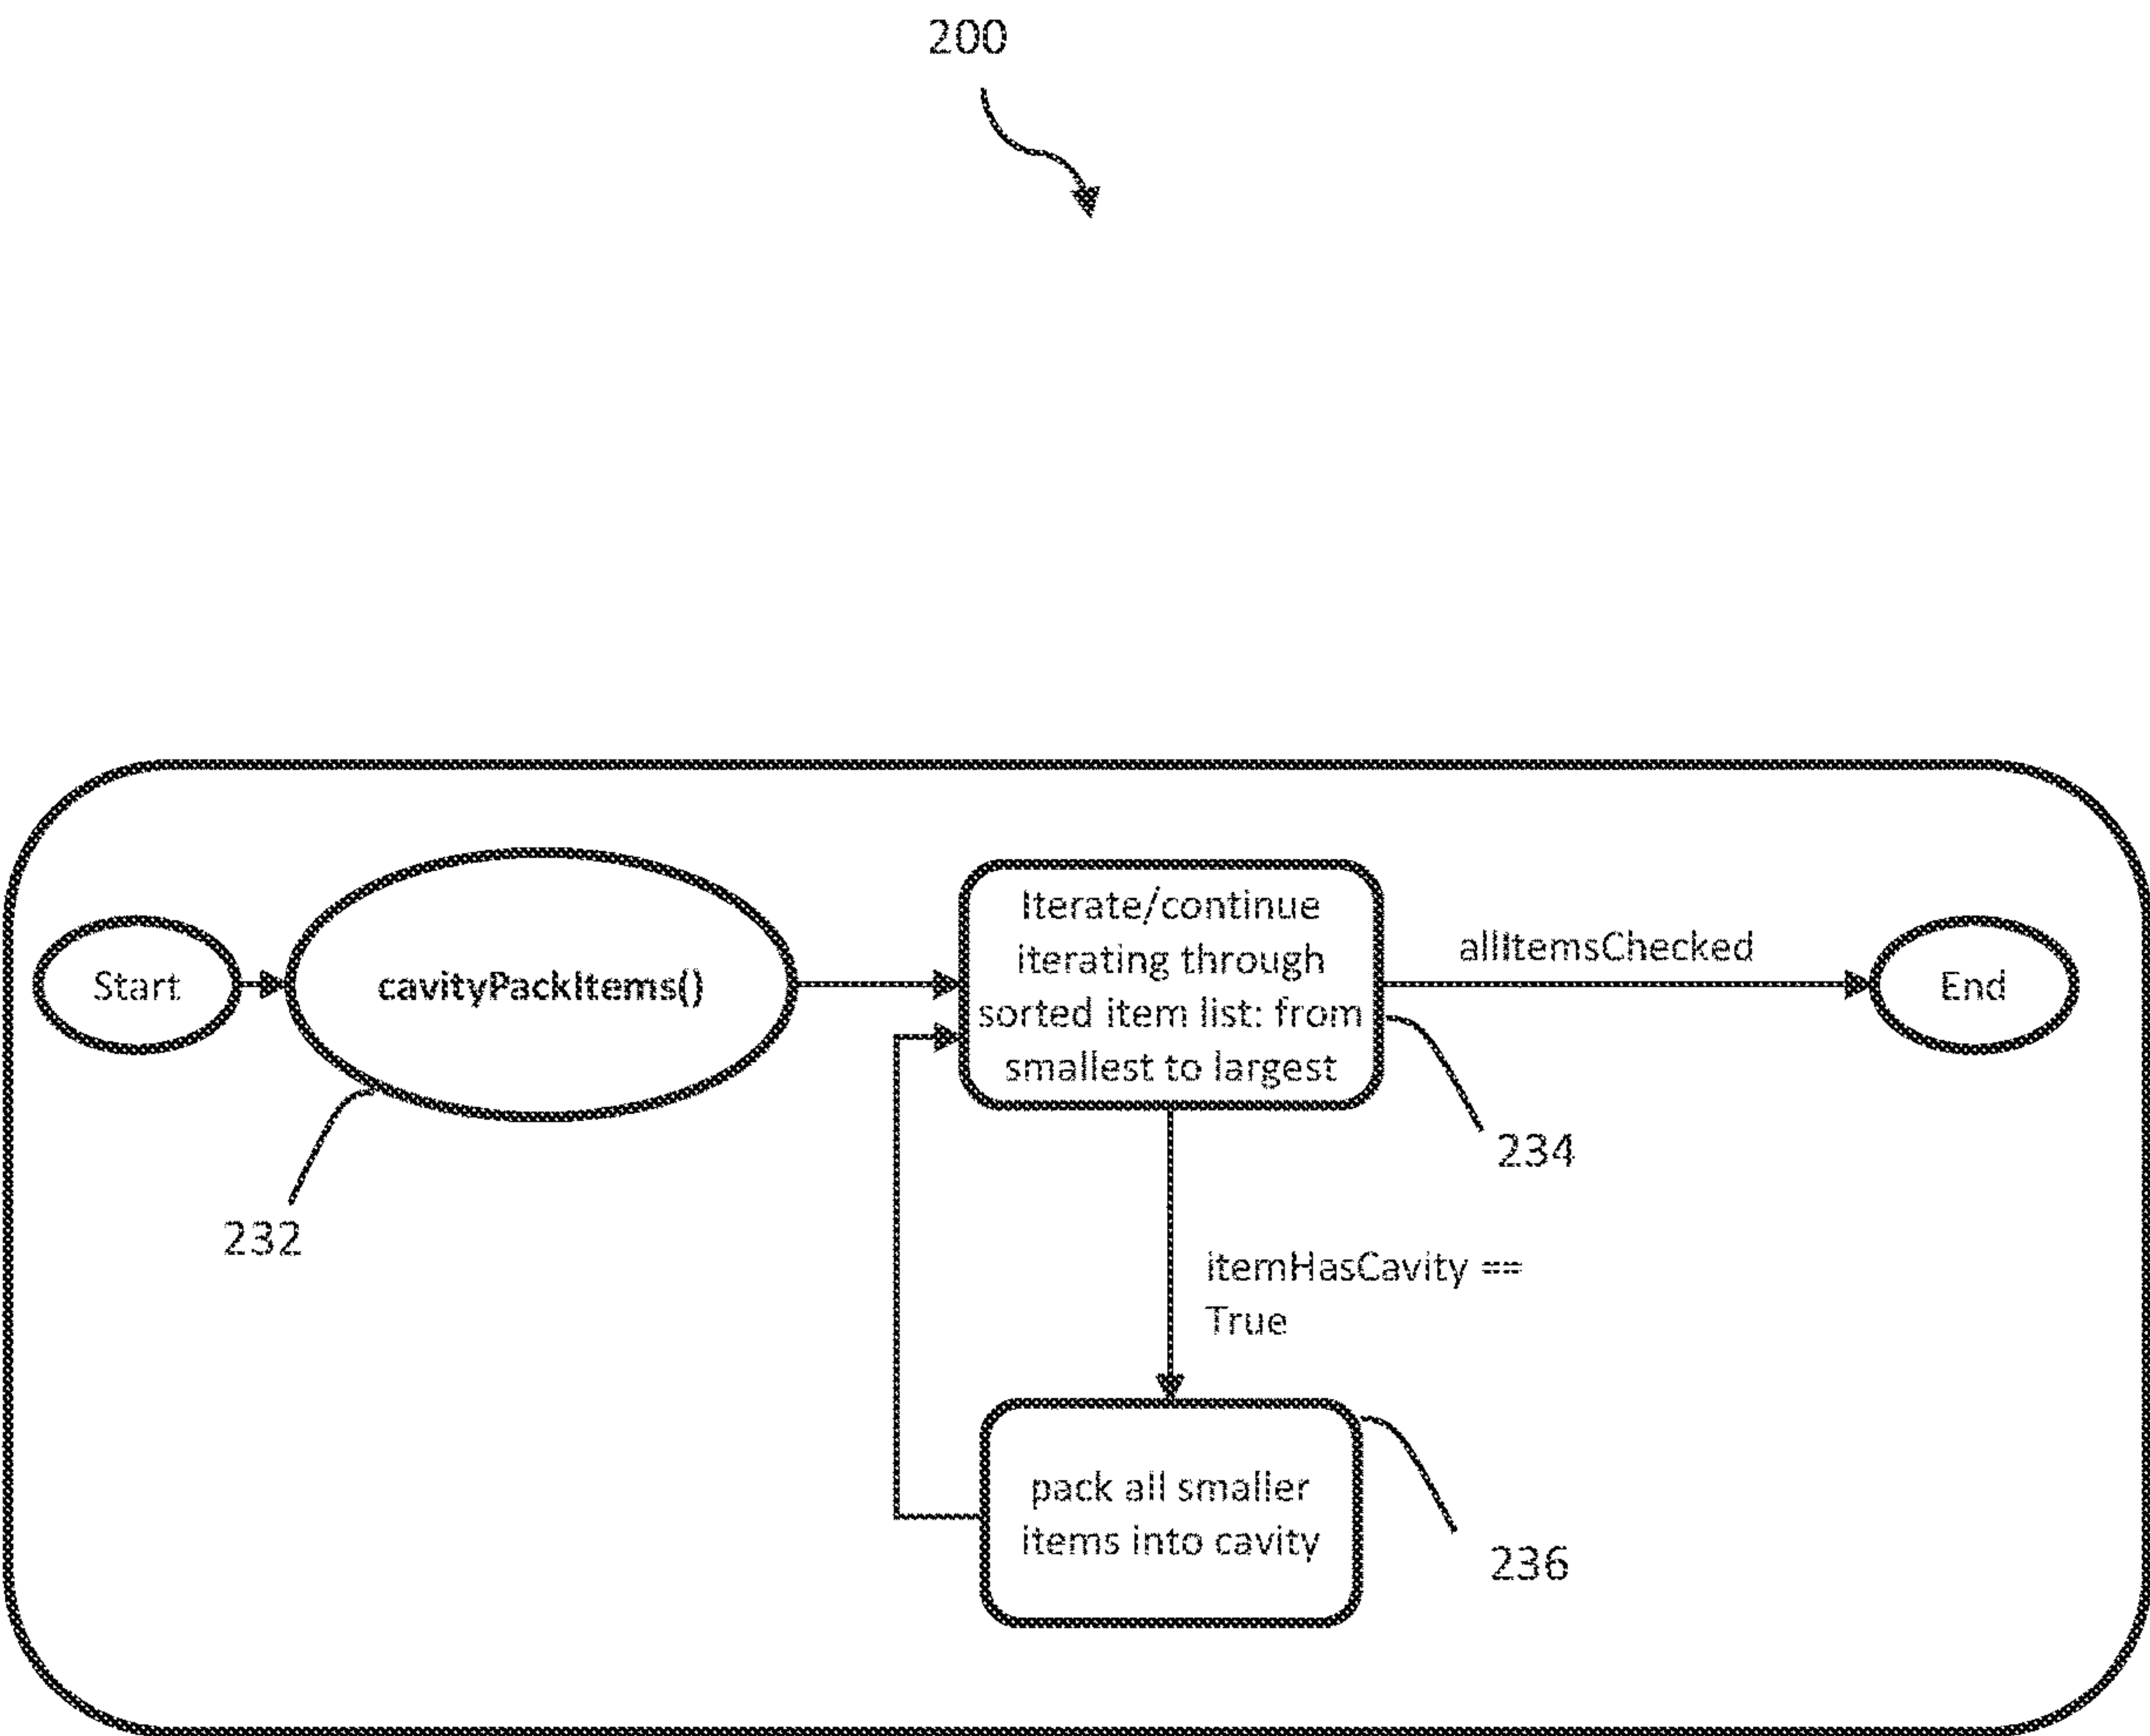 200
Start
cavityPackItems()
Iterate/continue
iterating through
sorted item list: from
smallest to largest
allItemsChecked
End
234
232
itemHasCavity ==
True
pack all smaller
items into cavity
236